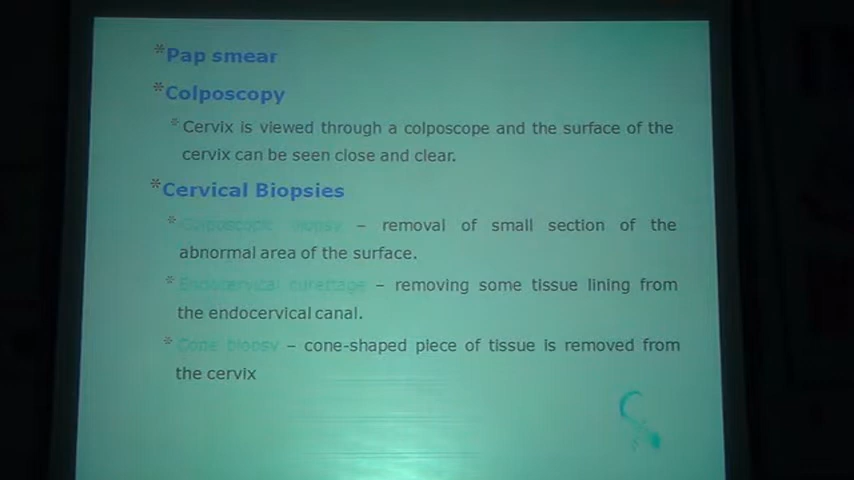 *Pap smear
*Colposcopy
*Cervix is viewed through a colposcope and the surface of the
cervix can be seen close and clear.
*Cervical Biopsies
*Colposcopic biopsy – removal of small section of the
abnormal area of the surface.
*Endocervical curettage – removing some tissue lining from
the endocervical canal.
*Cone biopsy – cone-shaped piece of tissue is removed from
the cervix